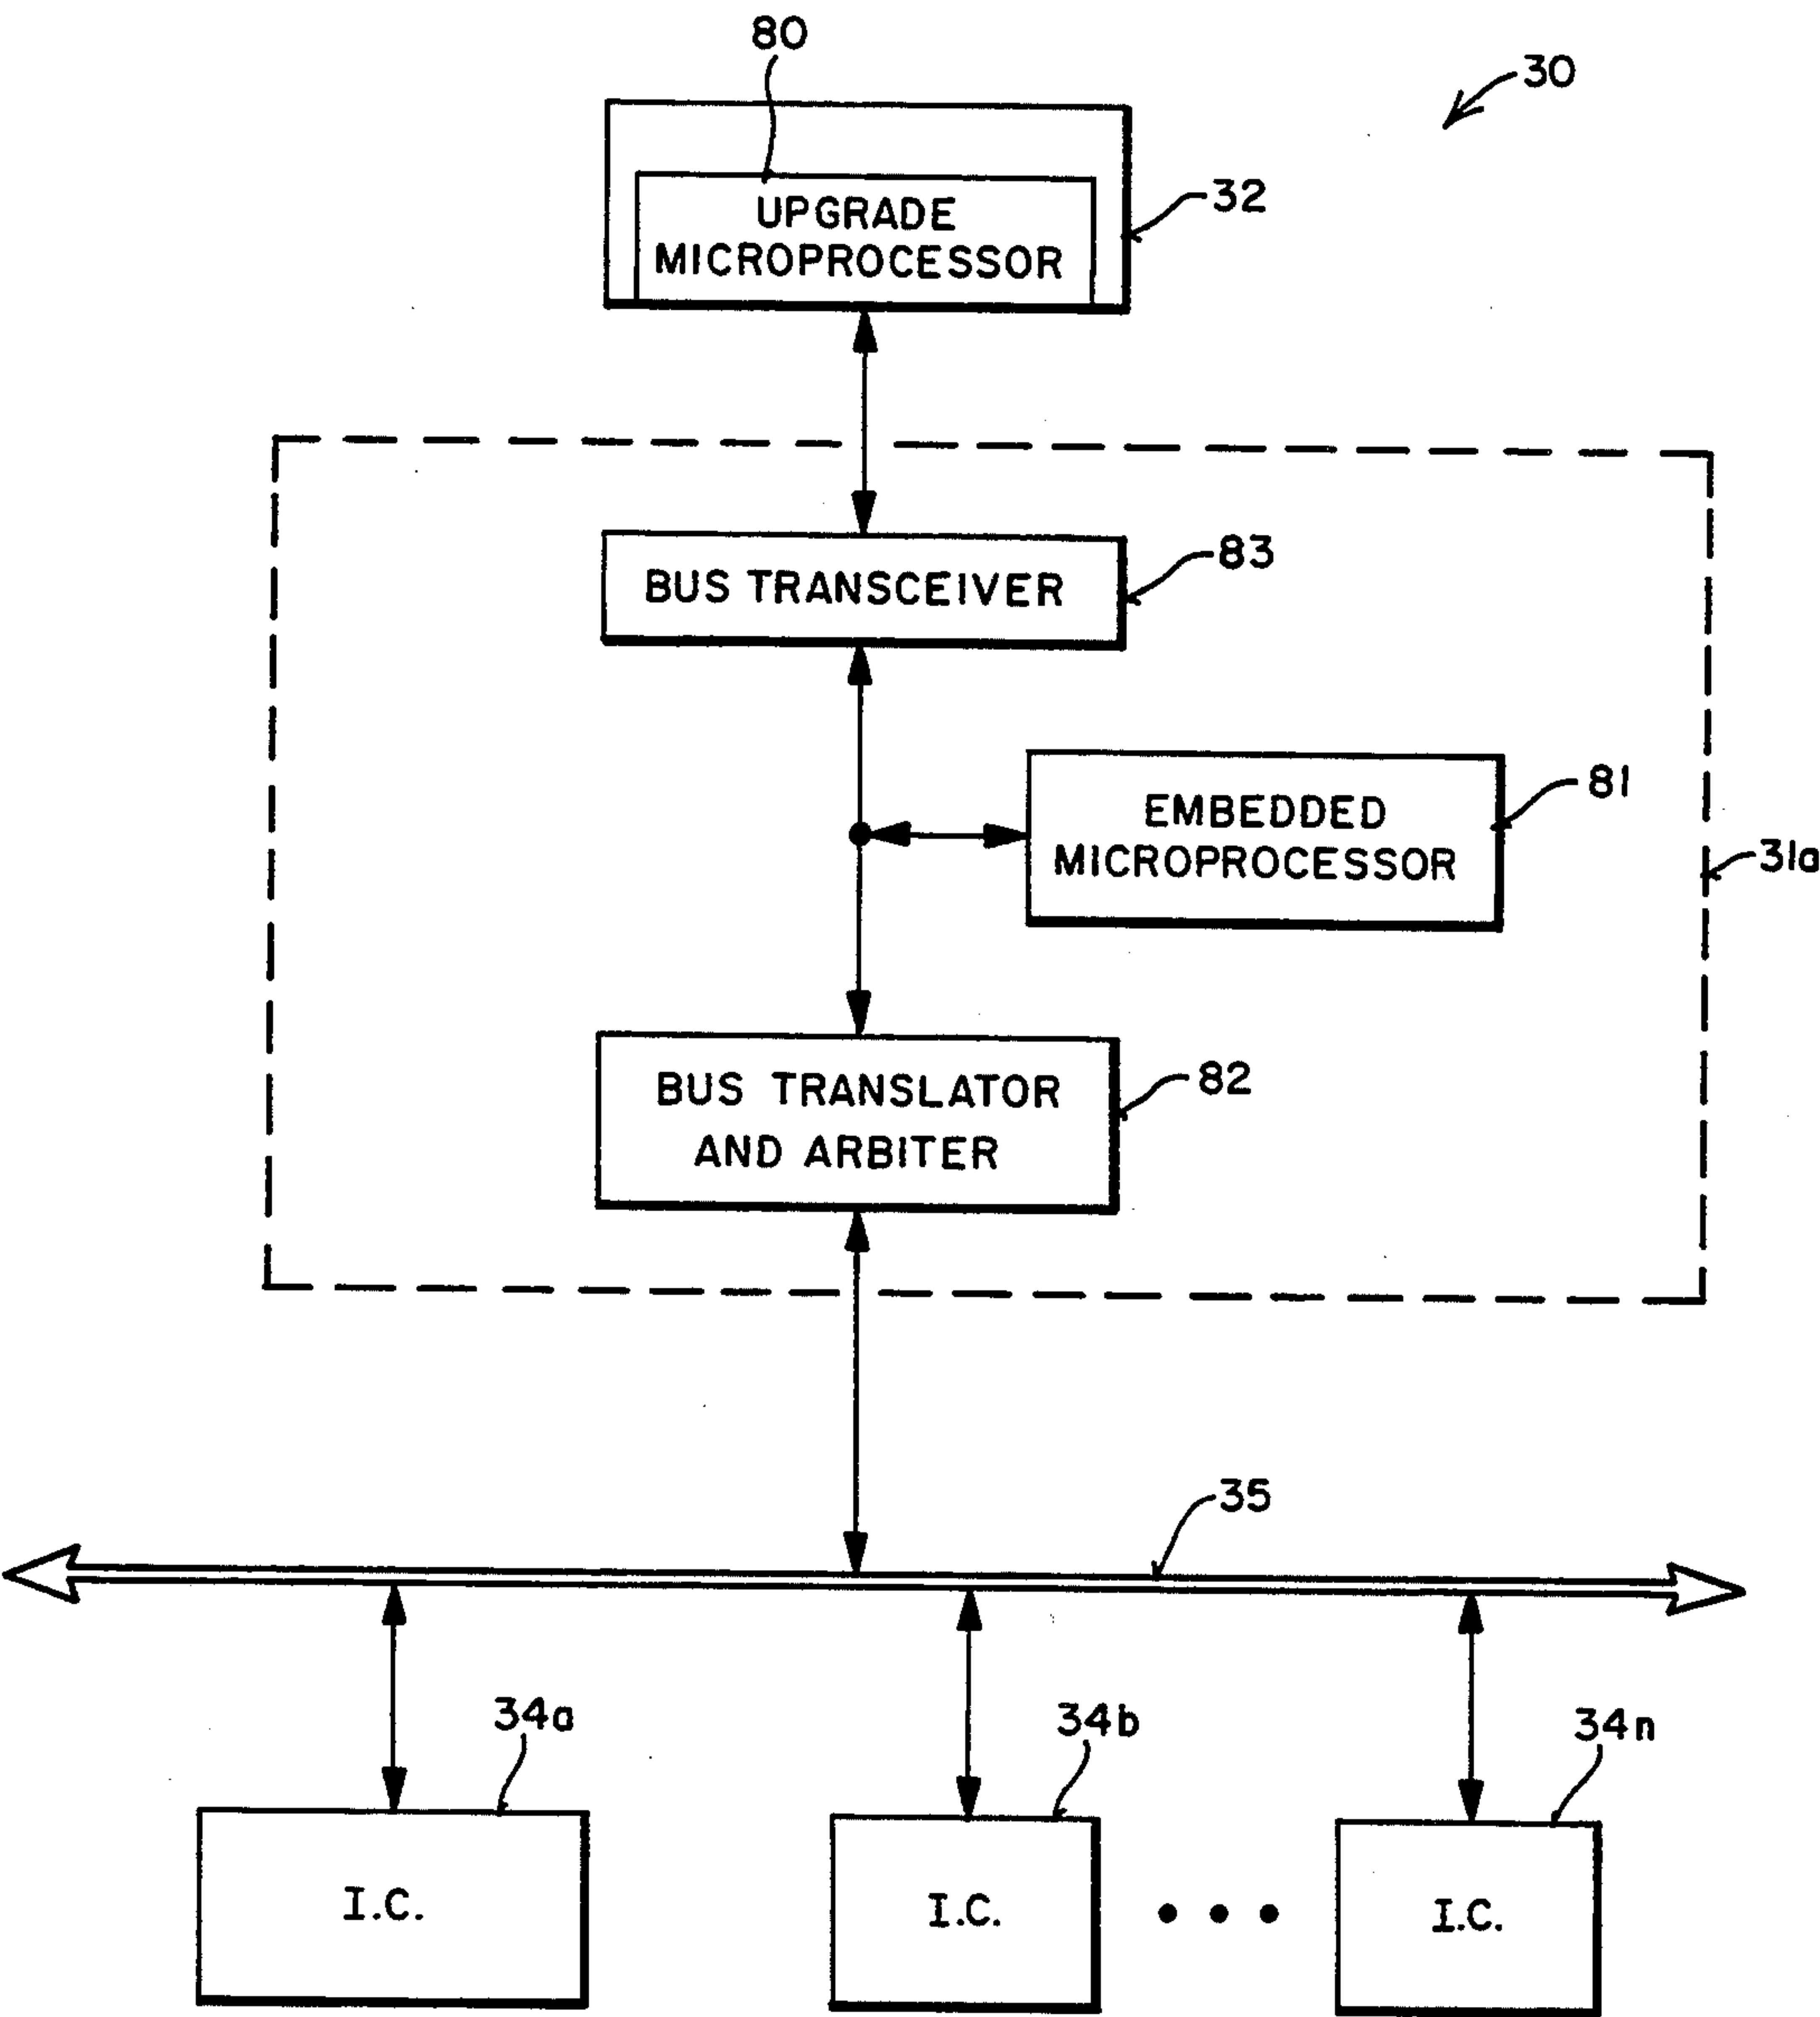 80
30
32
UPGRADE
MICROPROCESSOR
83
BUS TRANSCEIVER
81
EMBEDDED
MICROPROCESSOR
31a
82
BUS TRANSLATOR
AND ARBITER
35
34a
34b
34n
I.C.
I.C.
I.C.